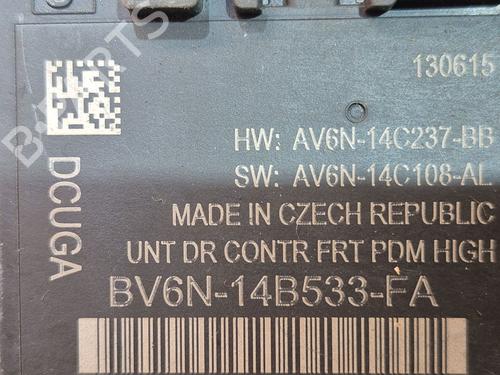 130615
HW: AV6N-14C237-BB
SW: AV6N-14C108-AL
MADE IN CZECH REPUBLIC
UNT DR CONTR FRT PDM HIGH
BV6N-14B533-FA
DCUGA